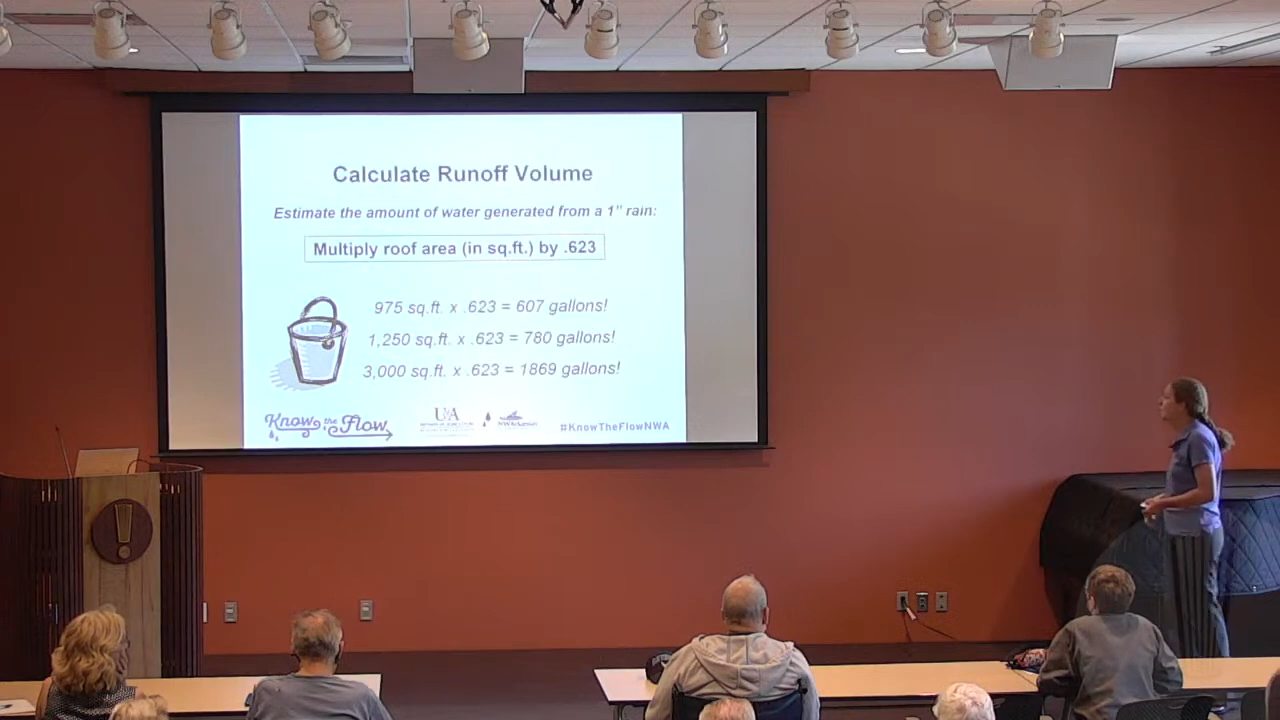 Calculate Runoff Volume
Estimate the amount of water generated from a 1" rain:
Multiply roof area (in sq.ft.) by .623
975 sq.ft. x .623 = 607 gallons!
1,250 sq.ft. x .623 = 780 gallons!
3,000 sq.ft. x .623 = 1869 gallons!
Know the Flow
#KnowTheFlowNWA